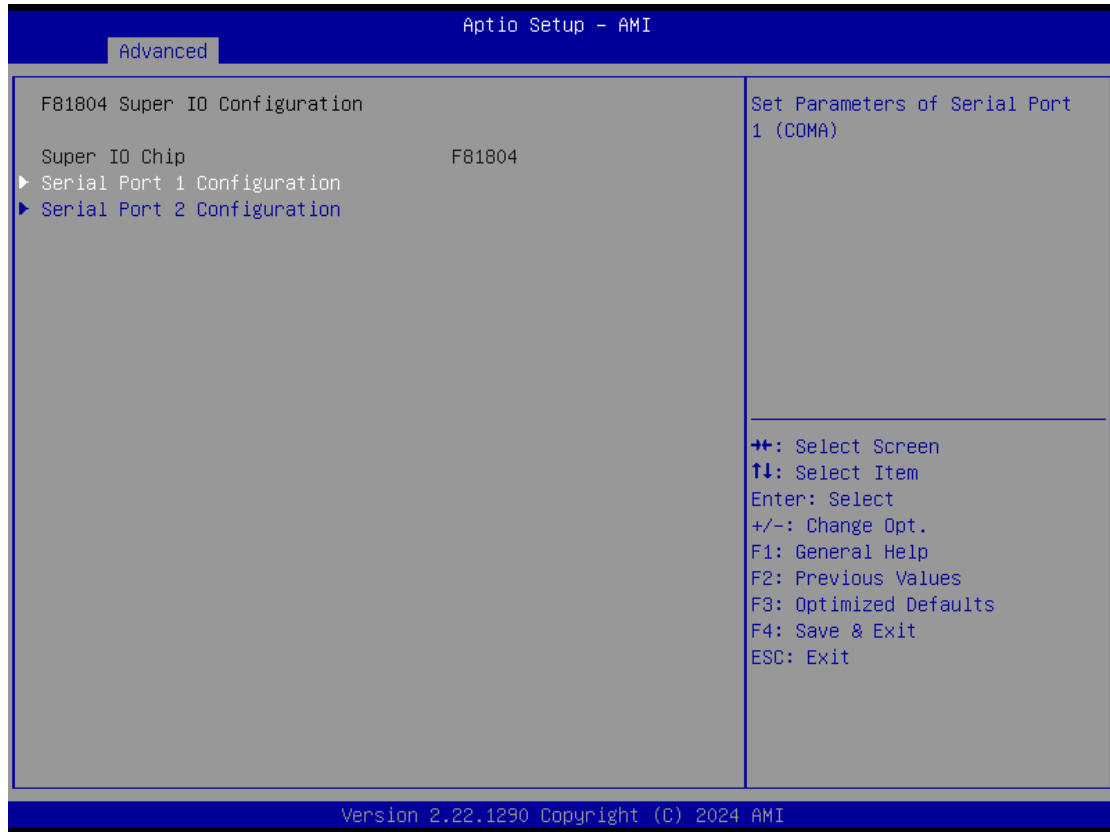 Aptio Setup – AMI
Advanced
F81804 Super IO Configuration
Super IO Chip F81804
▶ Serial Port 1 Configuration
▶ Serial Port 2 Configuration
Set Parameters of Serial Port
1 (COMA)
→←: Select Screen
↑↓: Select Item
Enter: Select
+/-: Change Opt.
F1: General Help
F2: Previous Values
F3: Optimized Defaults
F4: Save & Exit
ESC: Exit
Version 2.22.1290 Copyright (C) 2024 AMI